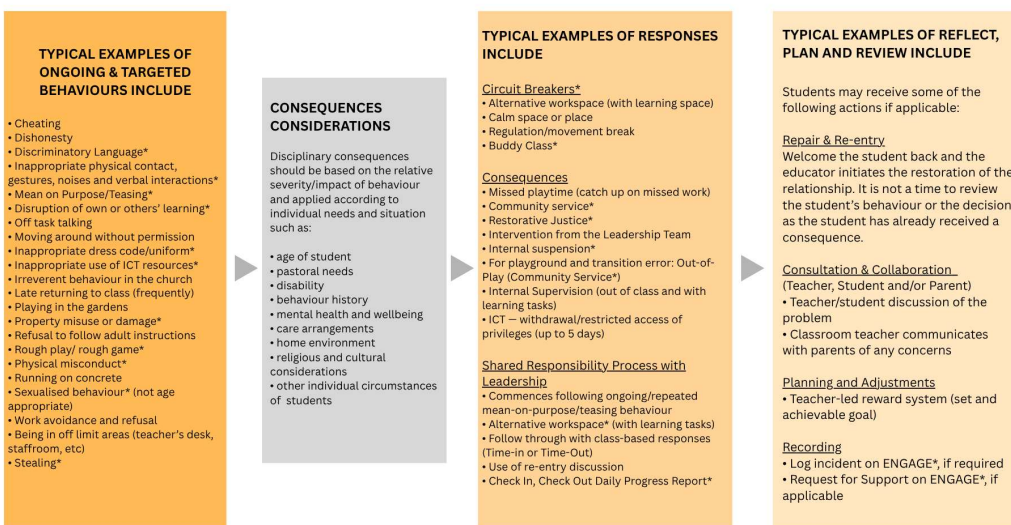 TYPICAL EXAMPLES OF
ONGOING & TARGETED
BEHAVIOURS INCLUDE
• Cheating
• Dishonesty
• Discriminatory Language*
• Inappropriate physical contact,
gestures, noises and verbal interactions*
• Mean on Purpose/Teasing*
• Disruption of own or others' learning*
• Off task talking
• Moving around without permission
• Inappropriate dress code/uniform*
• Inappropriate use of ICT resources*
• Irreverent behaviour in the church
• Late returning to class (frequently)
• Playing in the gardens
• Property misuse or damage*
• Refusal to follow adult instructions
• Rough play/ rough game*
• Physical misconduct*
• Running on concrete
• Sexualised behaviour* (not age
appropriate)
• Work avoidance and refusal
• Being in off limit areas (teacher's desk,
staffroom, etc)
• Stealing*
CONSEQUENCES
CONSIDERATIONS
Disciplinary consequences
should be based on the relative
severity/impact of behaviour
and applied according to
individual needs and situation
such as:
• age of student
• pastoral needs
• disability
• behaviour history
• mental health and wellbeing
• care arrangements
• home environment
• religious and cultural
considerations
• other individual circumstances
of students
TYPICAL EXAMPLES OF RESPONSES
INCLUDE
Circuit Breakers*
• Alternative workspace (with learning space)
• Calm space or place
• Regulation/movement break
• Buddy Class*
Consequences
• Missed playtime (catch up on missed work)
• Community service*
• Restorative Justice*
• Intervention from the Leadership Team
• Internal suspension*
• For playground and transition error: Out-of-
Play (Community Service*)
• Internal Supervision (out of class and with
learning tasks)
• ICT – withdrawal/restricted access of
privileges (up to 5 days)
Shared Responsibility Process with
Leadership
• Commences following ongoing/repeated
mean-on-purpose/teasing behaviour
• Alternative workspace* (with learning tasks)
• Follow through with class-based responses
(Time-in or Time-Out)
• Use of re-entry discussion
• Check In, Check Out Daily Progress Report*
TYPICAL EXAMPLES OF REFLECT,
PLAN AND REVIEW INCLUDE
Students may receive some of the
following actions if applicable:
Repair & Re-entry
Welcome the student back and the
educator initiates the restoration of the
relationship. It is not a time to review
the student's behaviour or the decision
as the student has already received a
consequence.
Consultation & Collaboration
(Teacher, Student and/or Parent)
• Teacher/student discussion of the
problem
• Classroom teacher communicates
with parents of any concerns
Planning and Adjustments
• Teacher-led reward system (set and
achievable goal)
Recording
• Log incident on ENGAGE*, if required
• Request for Support on ENGAGE*, if
applicable